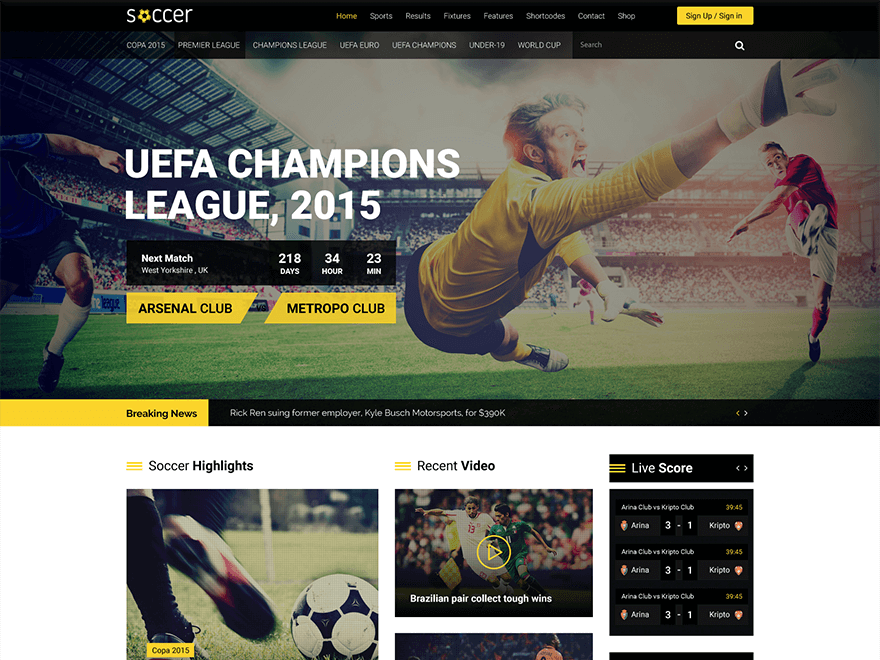 soccer
Home Sports Results Fixtures Features Shortcodes Contact Shop
Sign Up / Sign in
COPA 2015 PREMIER LEAGUE CHAMPIONS LEAGUE UEFA EURO UEFA CHAMPIONS UNDER-19 WORLD CUP
Search
UEFA CHAMPIONS
LEAGUE, 2015
Next Match
West Yorkshire , UK
218 34 23
DAYS HOUR MIN
ARSENAL CLUB METROPO CLUB
Breaking News
Rick Ren suing former employer, Kyle Busch Motorsports, for $390K
Soccer Highlights
Copa 2015
Recent Video
13
Brazilian pair collect tough wins
Live Score
Arina Club vs Kripto Club 39:45
Arina 3 - 1 Kripto
Arina Club vs Kripto Club 39:45
Arina 3 - 1 Kripto
Arina Club vs Kripto Club 39:45
Arina 3 - 1 Kripto